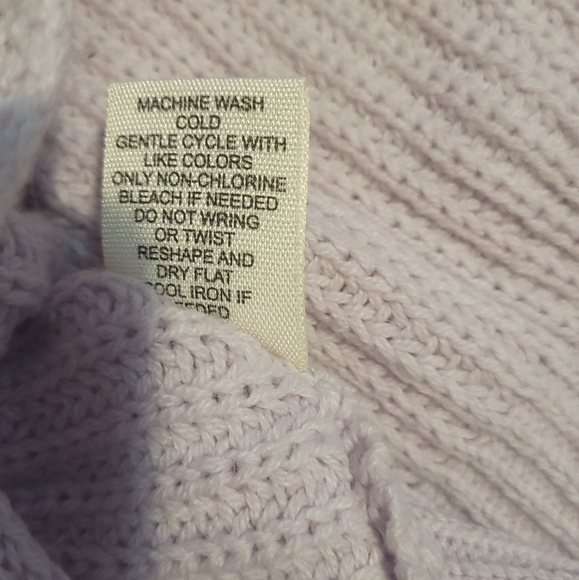 MACHINE WASH
COLD
GENTLE CYCLE WITH
LIKE COLORS
ONLY NON-CHLORINE
BLEACH IF NEEDED
DO NOT WRING
OR TWIST
RESHAPE AND
DRY FLAT
COOL IRON IF
NEEDED